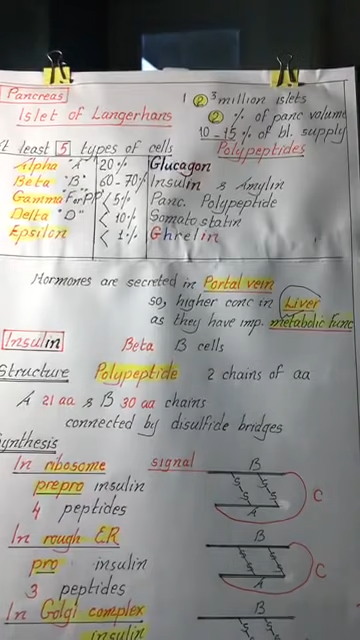 Pancreas
Islet of Langerhans
1 2 3 million islets
2 % of panc volume
10 - 15 % of bl. supply
t least 5 types of cells
Polypeptides
Alpha "A" 20% Glucagon
Beta "B" 60-70% Insulin & Amylin
Gamma "F or PP" < 5% Panc. Polypeptide
Delta "D" < 10% Somatostatin
Epsilon < 1% Ghrelin
Hormones are secreted in Portal vein
so, higher conc in Liver
as they have imp. metabolic func
Insulin Beta B cells
Structure Polypeptide 2 chains of aa
A 21 aa & B 30 aa chains
connected by disulfide bridges
Synthesis
In ribosome signal
prepro insulin
4 peptides
B
S S
S S
A
C
In rough ER
pro insulin
3 peptides
B
S S
S S
A
C
In Golgi complex
insulin
B